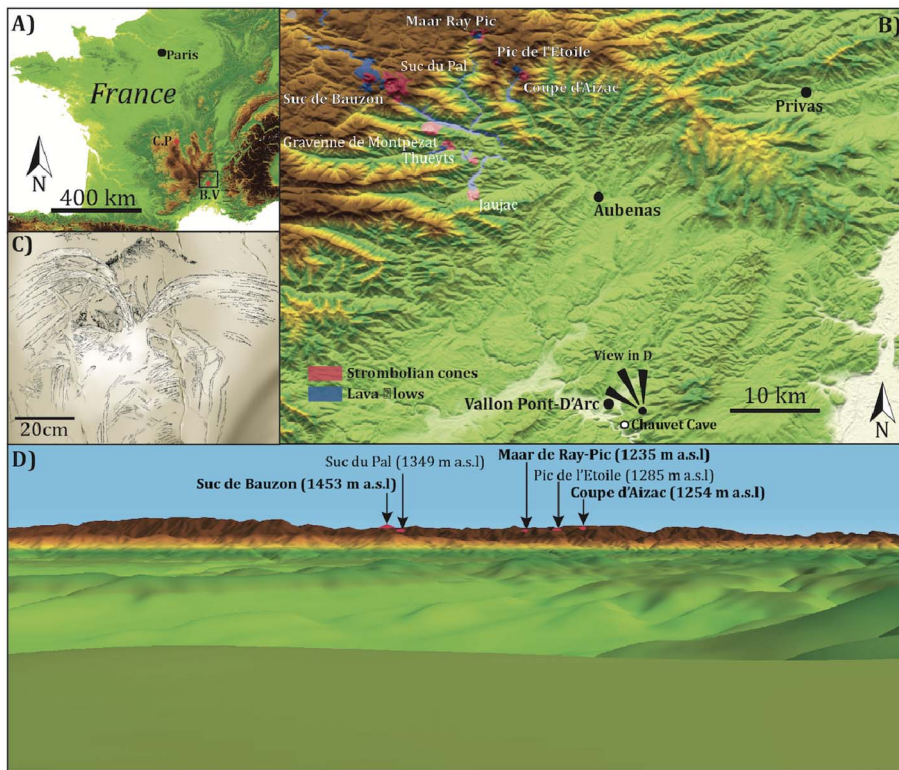 A)
Paris
France
C.P
N
400 km
B.V
B)
Maar Ray Pic
Pic de l'Etoile
Suc du Pal
Coupe d'Aizac
Suc de Bauzon
Privas
Gravenne de Montpezat
Thueyts
Jaujac
Aubenas
Strombolian cones
Lava lows
View in D
Vallon Pont-D'Arc
Chauvet Cave
10 km
N
C)
20cm
D)
Maar de Ray-Pic (1235 m a.s.l)
Suc du Pal (1349 m a.s.l)
Pic de l'Etoile (1285 m a.s.l)
Suc de Bauzon (1453 m a.s.l)
Coupe d'Aizac (1254 m a.s.l)